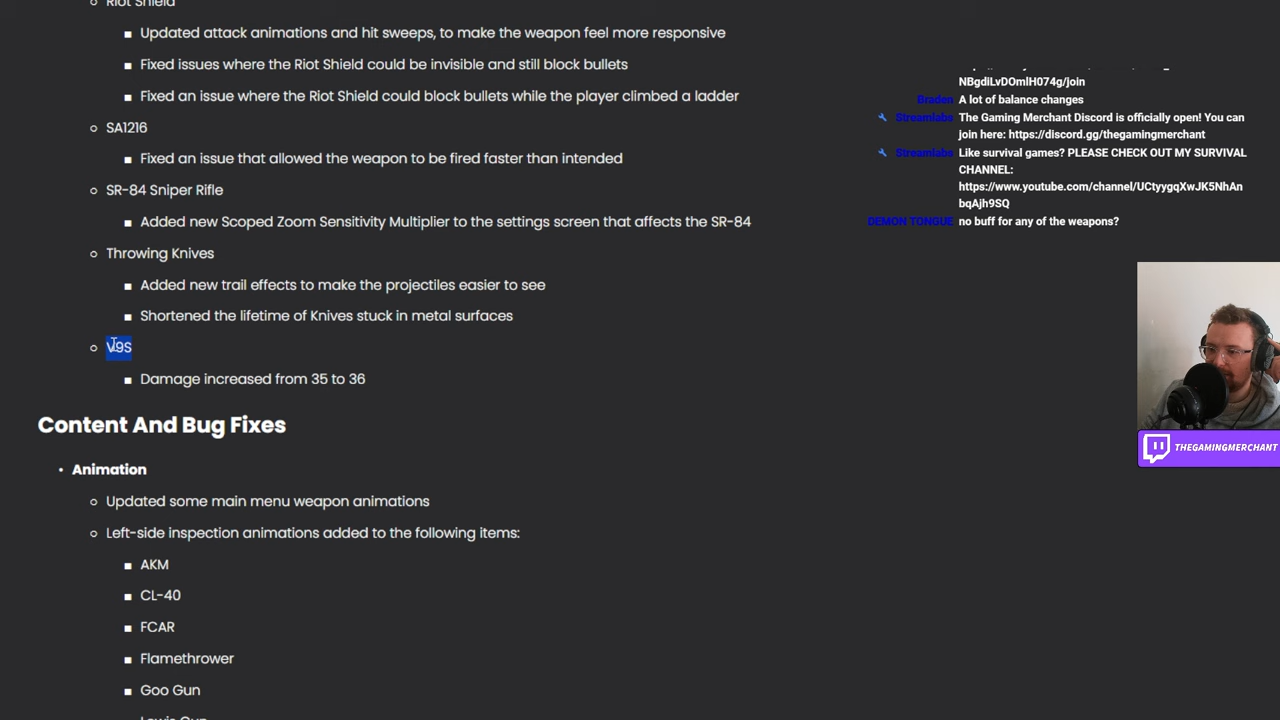 Riot Shield
Updated attack animations and hit sweeps, to make the weapon feel more responsive
Fixed issues where the Riot Shield could be invisible and still block bullets
Fixed an issue where the Riot Shield could block bullets while the player climbed a ladder
SA1216
Fixed an issue that allowed the weapon to be fired faster than intended
SR-84 Sniper Rifle
Added new Scoped Zoom Sensitivity Multiplier to the settings screen that affects the SR-84
Throwing Knives
Added new trail effects to make the projectiles easier to see
Shortened the lifetime of Knives stuck in metal surfaces
V9S
Damage increased from 35 to 36
Content And Bug Fixes
Animation
Updated some main menu weapon animations
Left-side inspection animations added to the following items:
AKM
CL-40
FCAR
Flamethrower
Goo Gun
Lewis Gun
NBgdiLvDOmlH074g/join
Braden A lot of balance changes
Streamlabs The Gaming Merchant Discord is officially open! You can
join here: https://discord.gg/thegamingmerchant
Streamlabs Like survival games? PLEASE CHECK OUT MY SURVIVAL
CHANNEL:
https://www.youtube.com/channel/UCtyygqXwJK5NhAn
bqAjh9SQ
DEMON TONGUE no buff for any of the weapons?
THEGAMINGMERCHANT